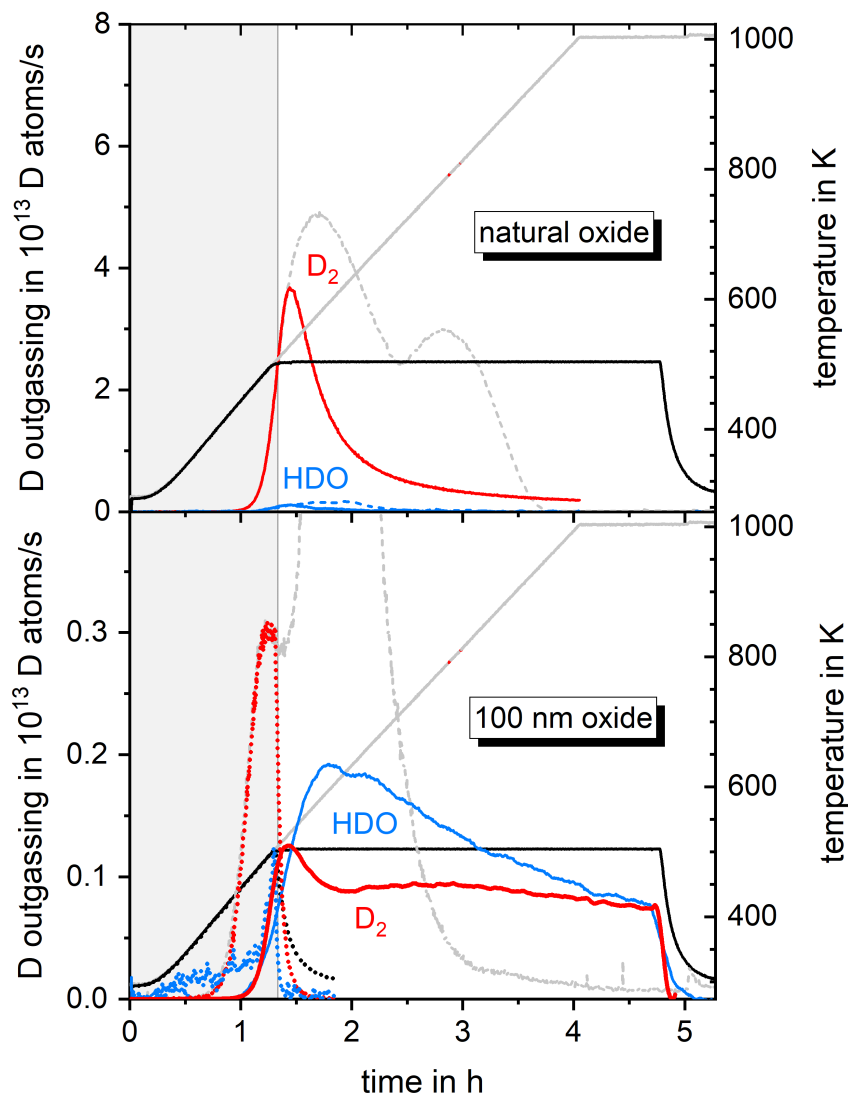 8
6
4
2
0
D outgassing in 10¹³ D atoms/s
1000
800
600
400
temperature in K
natural oxide
D₂
HDO
0.3
0.2
0.1
0.0
D outgassing in 10¹³ D atoms/s
1000
800
600
400
temperature in K
100 nm oxide
HDO
D₂
0
1
2
3
4
5
time in h